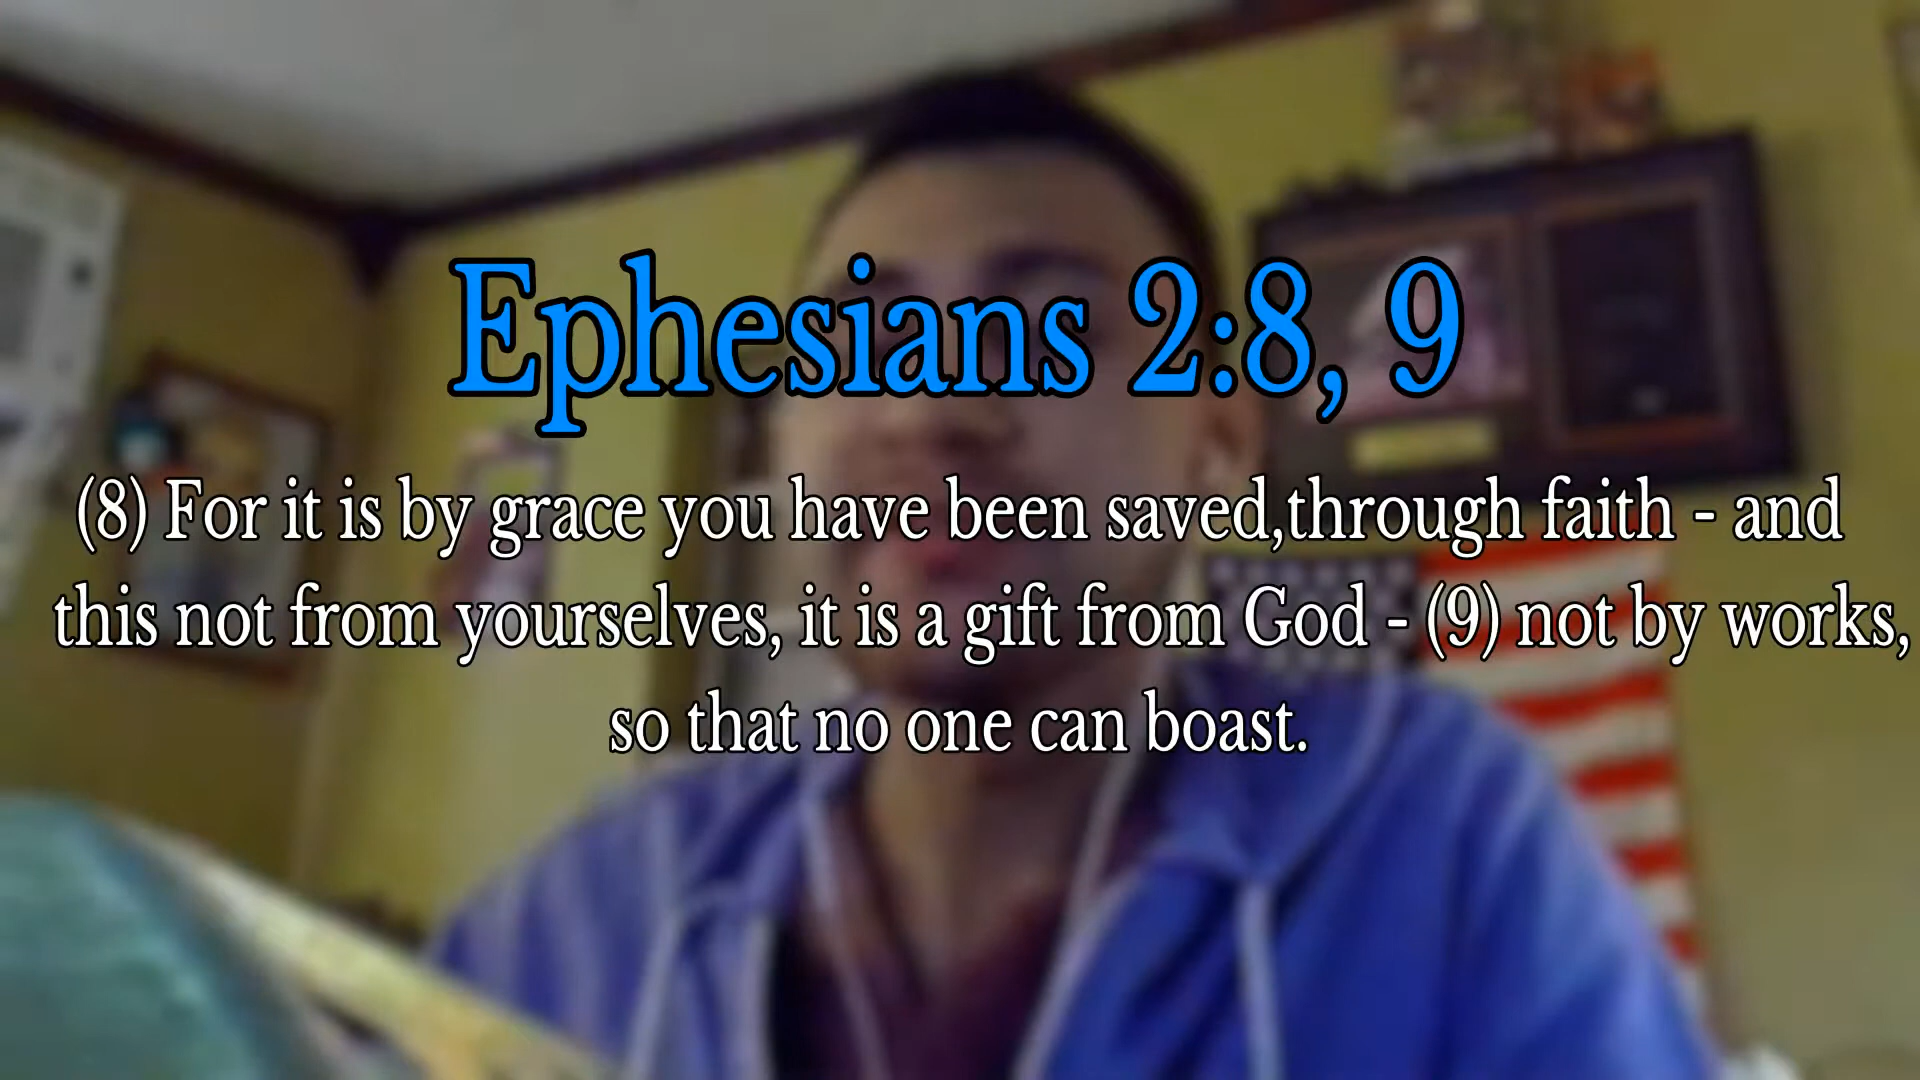 Ephesians 2:8, 9
(8) For it is by grace you have been saved,through faith - and
this not from yourselves, it is a gift from God - (9) not by works,
so that no one can boast.